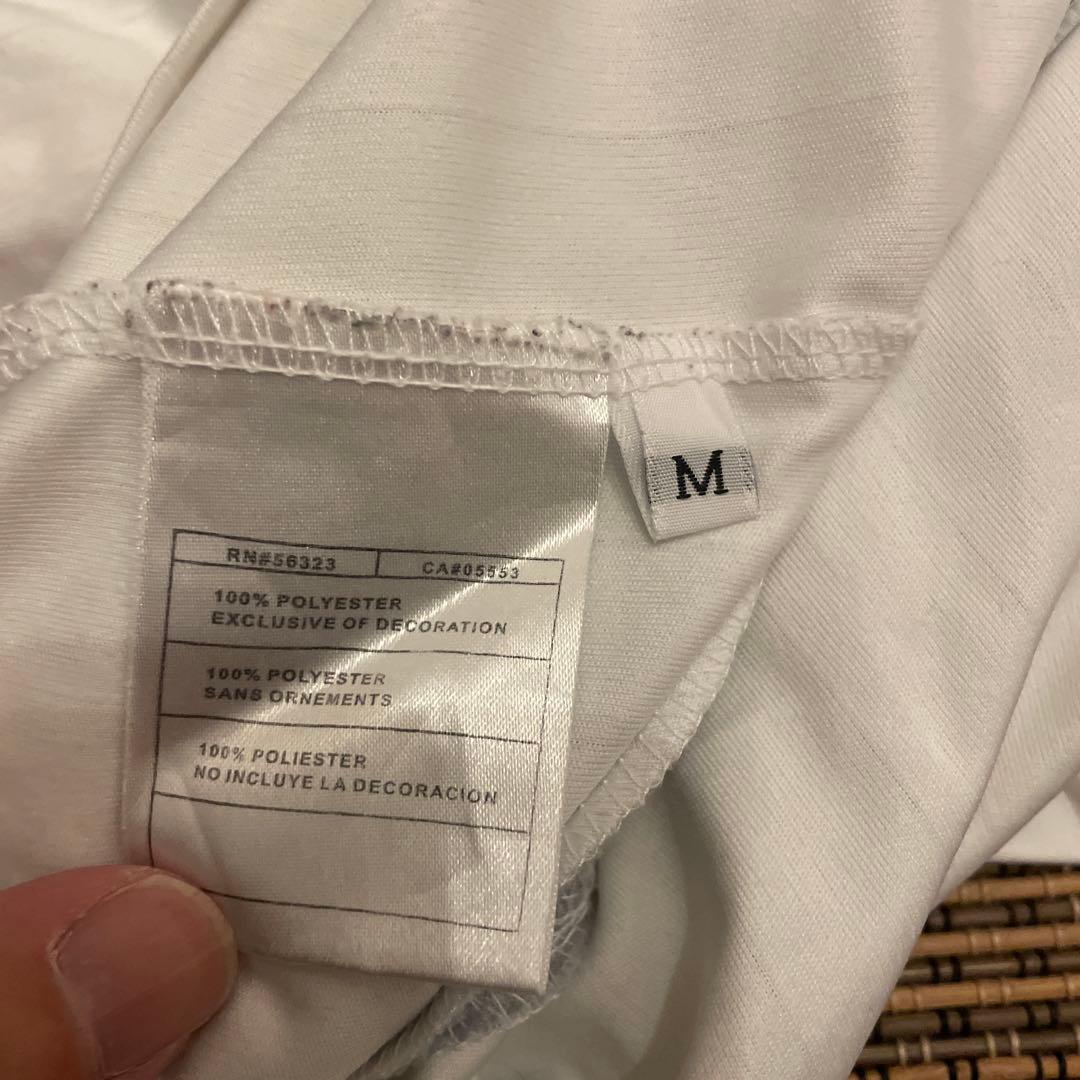 M
RN#56323 CA#05553
100% POLYESTER
EXCLUSIVE OF DECORATION
100% POLYESTER
SANS ORNEMENTS
100% POLIESTER
NO INCLUYE LA DECORACION